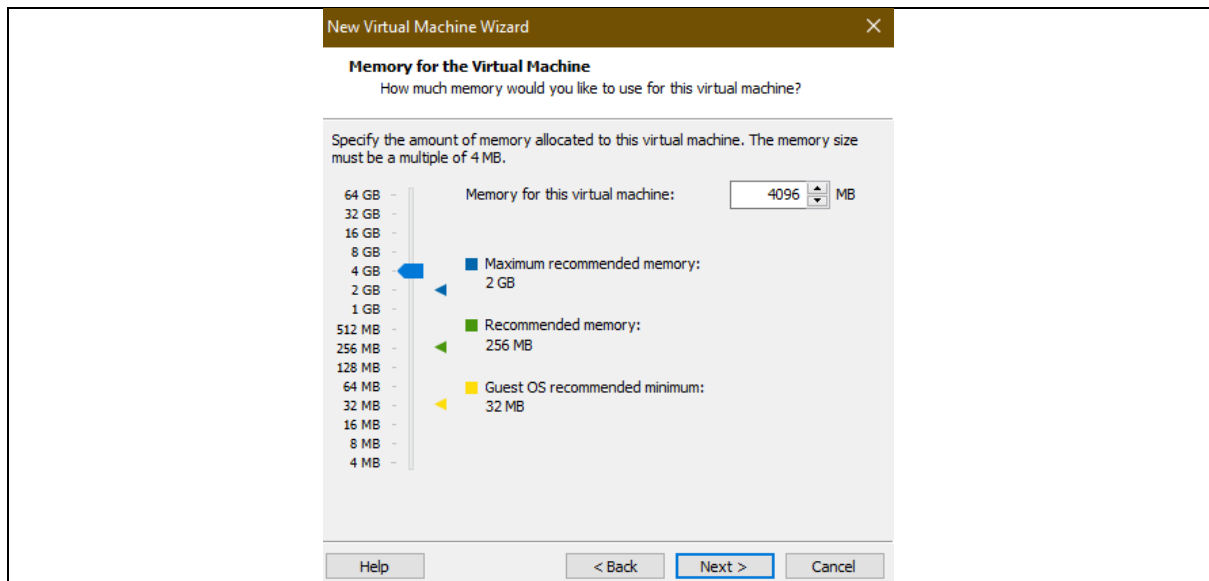 New Virtual Machine Wizard
Memory for the Virtual Machine
How much memory would you like to use for this virtual machine?
Specify the amount of memory allocated to this virtual machine. The memory size
must be a multiple of 4 MB.
64 GB
Memory for this virtual machine:
4096
MB
32 GB
16 GB
8 GB
4 GB
2 GB
1 GB
512 MB
256 MB
128 MB
64 MB
32 MB
16 MB
8 MB
4 MB
Maximum recommended memory:
2 GB
Recommended memory:
256 MB
Guest OS recommended minimum:
32 MB
Help
< Back
Next >
Cancel